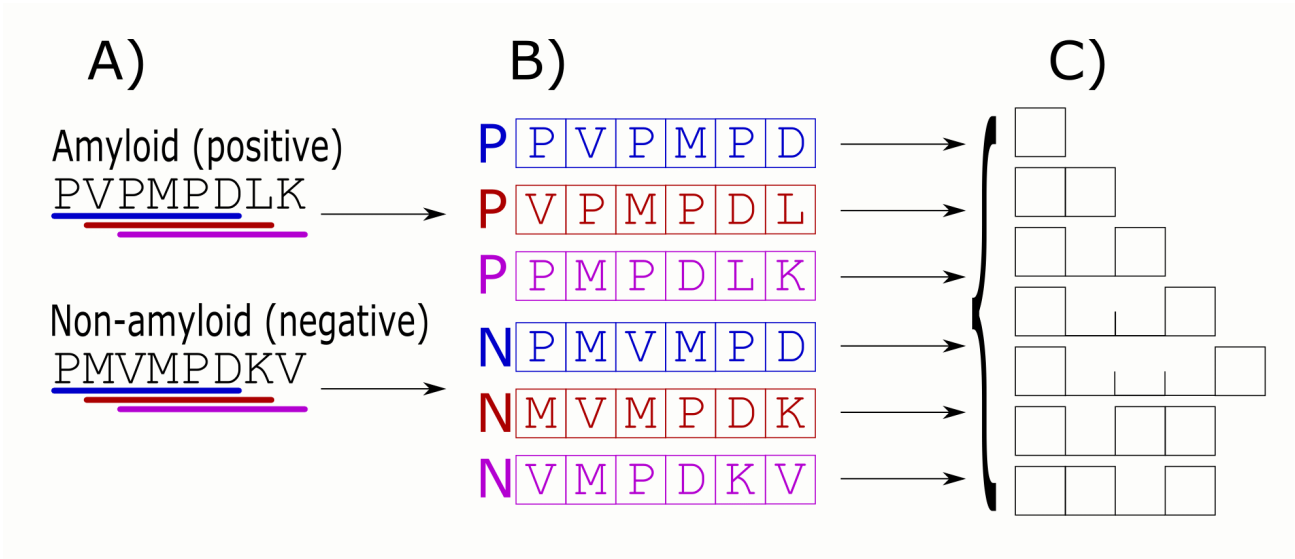 A)
Amyloid (positive)
PVPMPDLK
Non-amyloid (negative)
PMVMPDKV
B)
P P V P M P D
P V P M P D L
P P M P D L K
N P M V M P D
N M V M P D K
N V M P D K V
C)